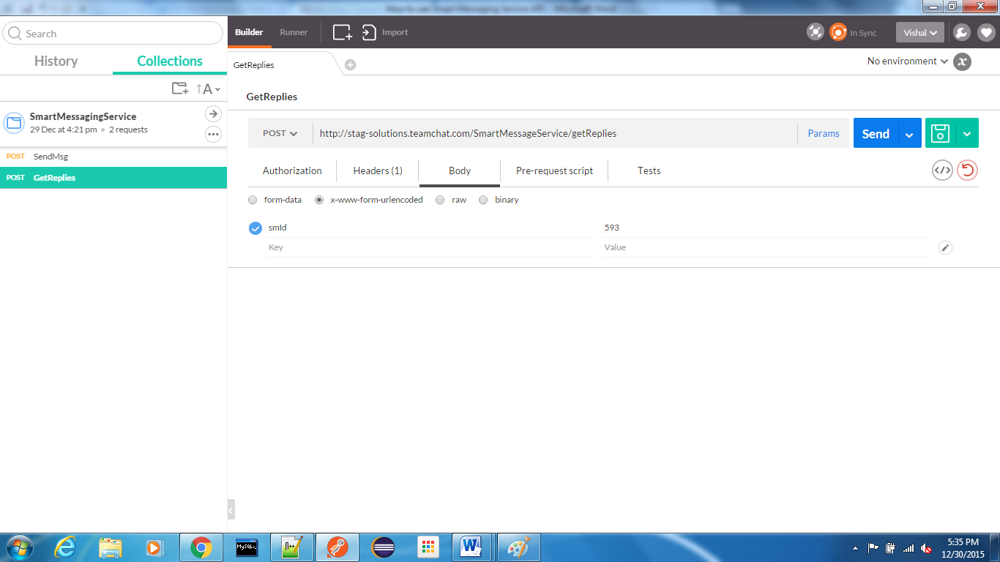 How to use Smart Messaging Service API - Microsoft Word
Search
Builder
Runner
Import
In Sync
Vishal
History
Collections
GetReplies
No environment
x
A
GetReplies
SmartMessagingService
29 Dec at 4:21 pm
2 requests
POST
http://stag-solutions.teamchat.com/SmartMessageService/getReplies
Params
Send
POST SendMsg
POST GetReplies
Authorization
Headers (1)
Body
Pre-request script
Tests
form-data
x-www-form-urlencoded
raw
binary
smId
593
Key
Value
MySQL
N++
W
5:35 PM
12/30/2015